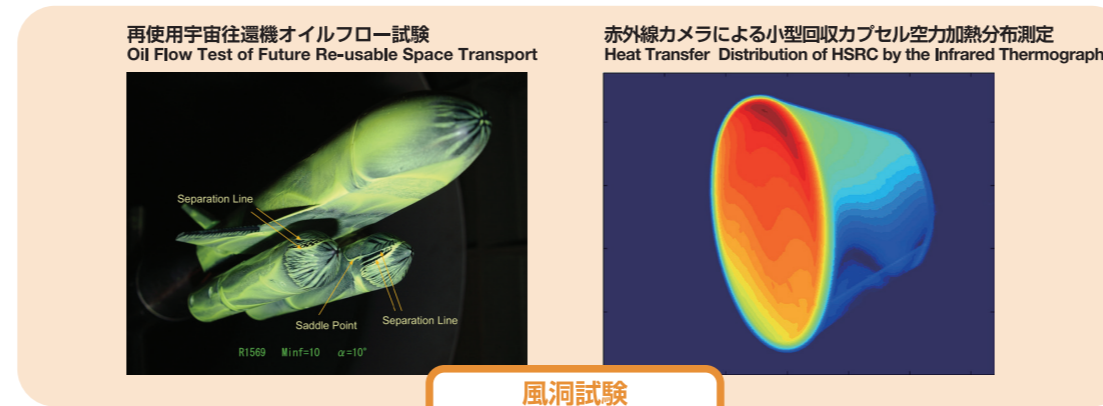 再使用宇宙往還機オイルフロー試験
Oil Flow Test of Future Re-usable Space Transport
赤外線カメラによる小型回収カプセル空力加熱分布測定
Heat Transfer Distribution of HSRC by the Infrared Thermograph
Separation Line
Saddle Point
Separation Line
R1569 Minf=10 α=10°
風洞試験